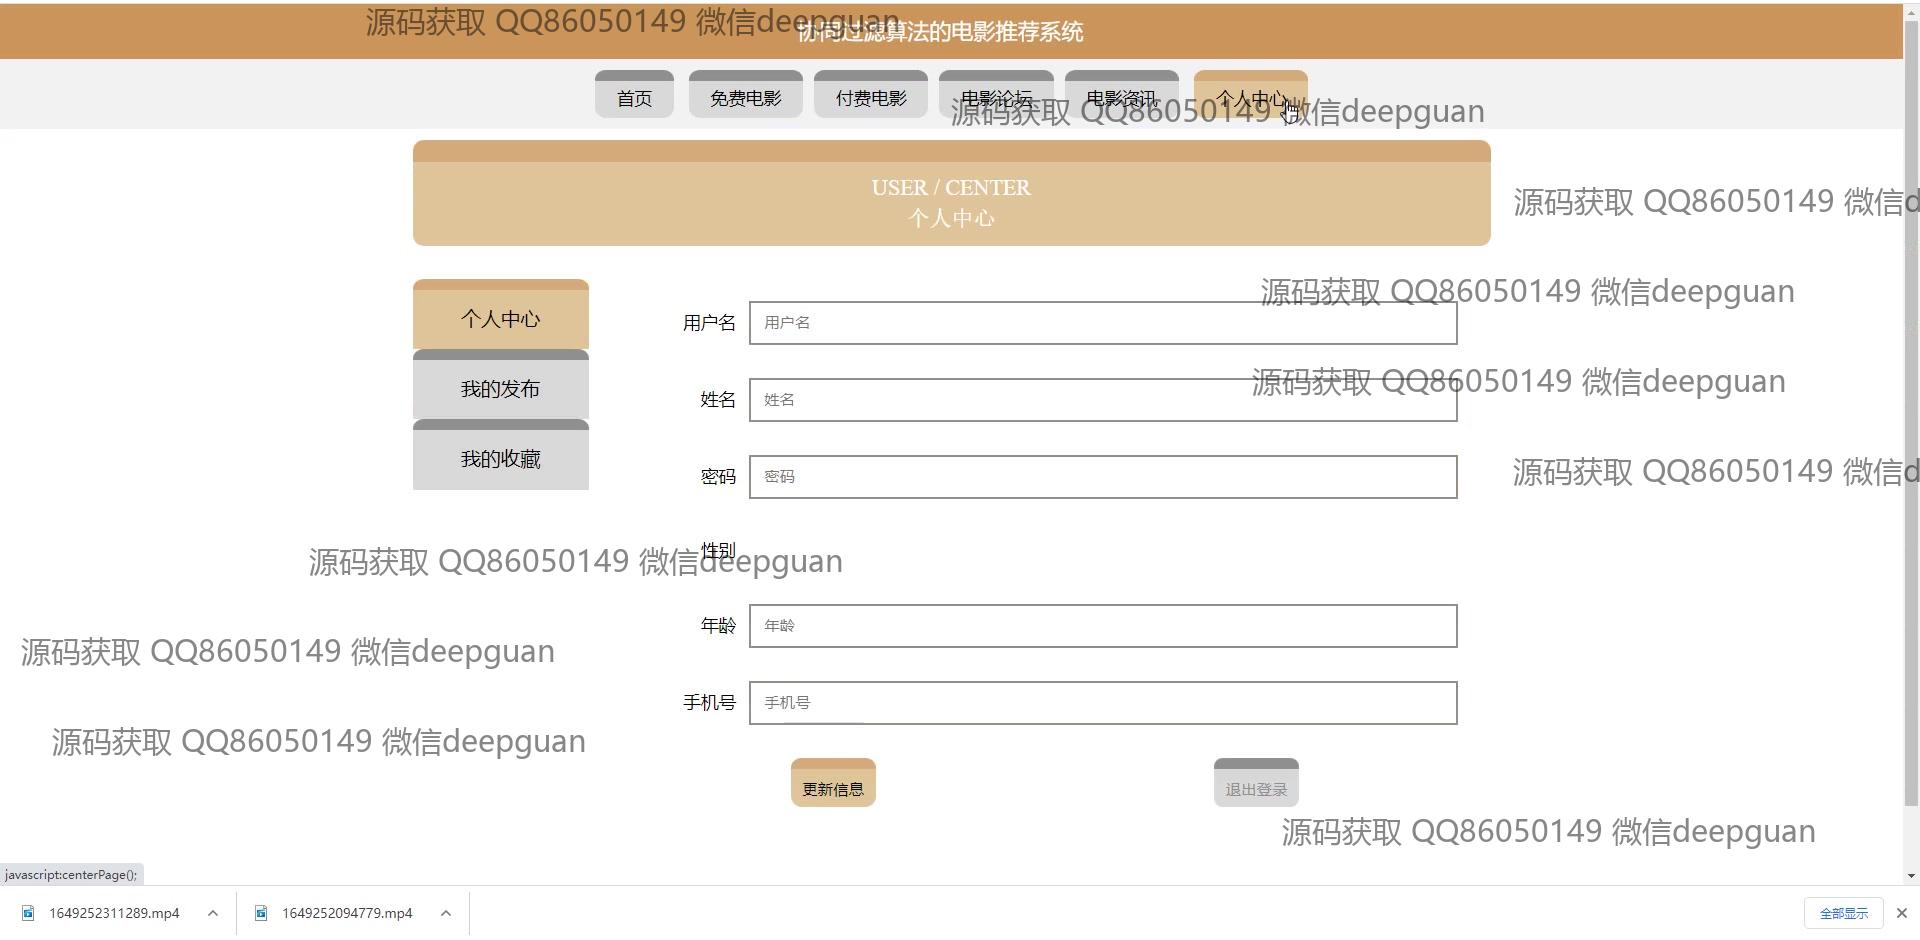 源码获取 QQ86050149 微信deepguan
协同过滤算法的电影推荐系统
首页
免费电影
付费电影
电影论坛
电影资讯
个人中心
源码获取 QQ86050149 微信deepguan
USER / CENTER
个人中心
源码获取 QQ86050149 微信d
源码获取 QQ86050149 微信deepguan
个人中心
我的发布
我的收藏
用户名
用户名
姓名
姓名
源码获取 QQ86050149 微信deepguan
密码
密码
源码获取 QQ86050149 微信d
性别
源码获取 QQ86050149 微信deepguan
年龄
年龄
源码获取 QQ86050149 微信deepguan
手机号
手机号
源码获取 QQ86050149 微信deepguan
更新信息
退出登录
源码获取 QQ86050149 微信deepguan
javascript:centerPage();
1649252311289.mp4
1649252094779.mp4
全部显示